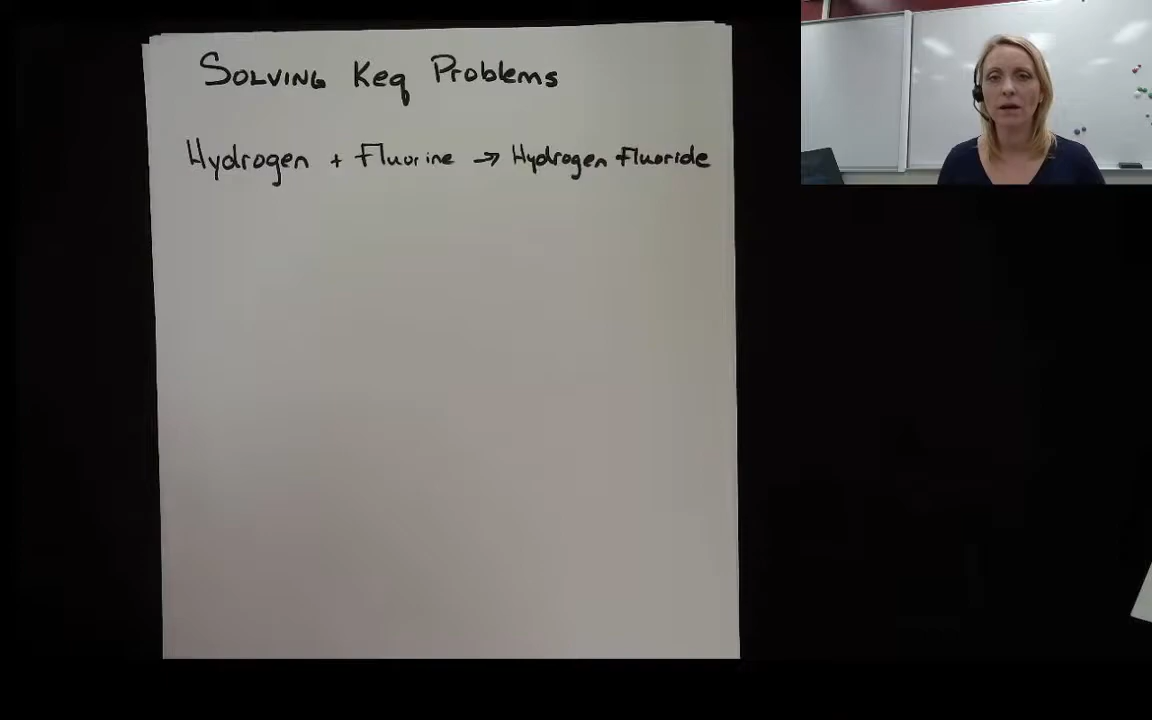 SOLVING Keq Problems
Hydrogen + Fluorine → Hydrogen Fluoride